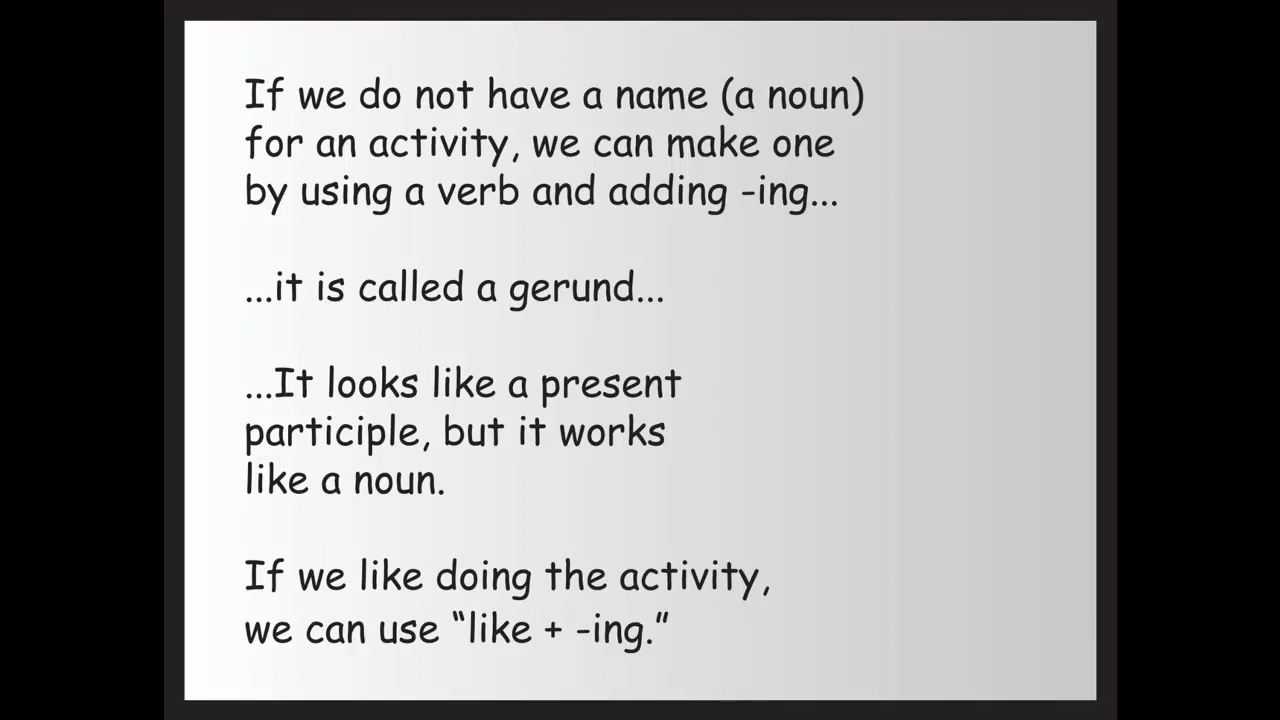 If we do not have a name (a noun)
for an activity, we can make one
by using a verb and adding -ing...
...it is called a gerund...
...It looks like a present
participle, but it works
like a noun.
If we like doing the activity,
we can use “like + -ing.”